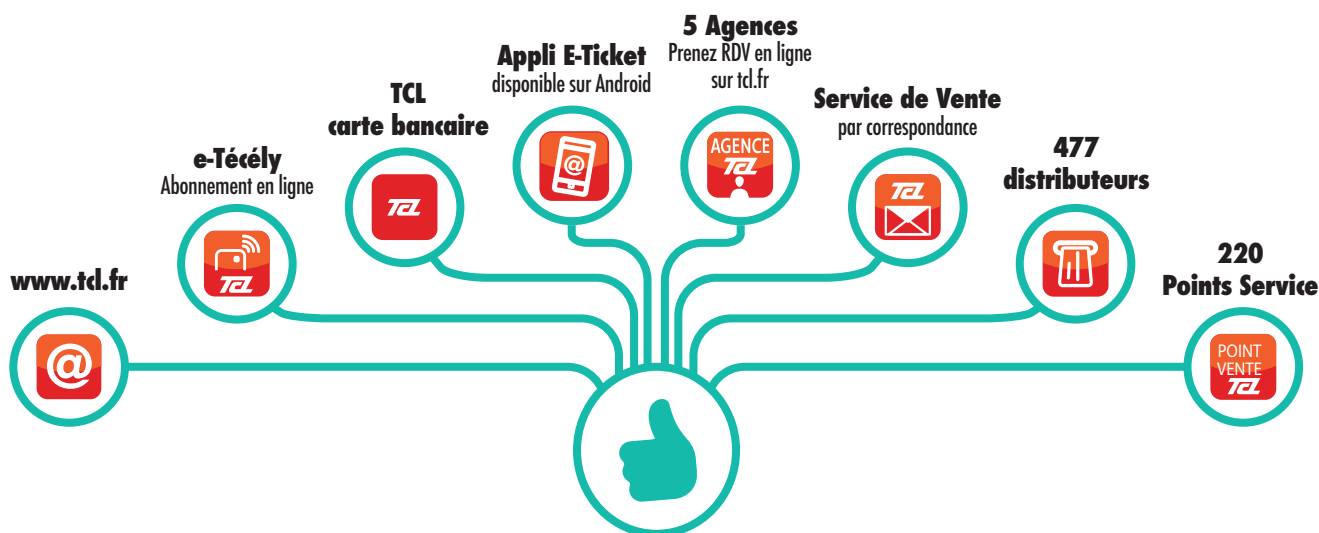 www.tcl.fr
@
e-Técély
Abonnement en ligne
TCL
TCL
carte bancaire
TCL
Appli E-Ticket
disponible sur Android
@
5 Agences
Prenez RDV en ligne
sur tcl.fr
AGENCE
TCL
Service de Vente
par correspondance
TCL
477
distributeurs
220
Points Service
POINT
VENTE
TCL